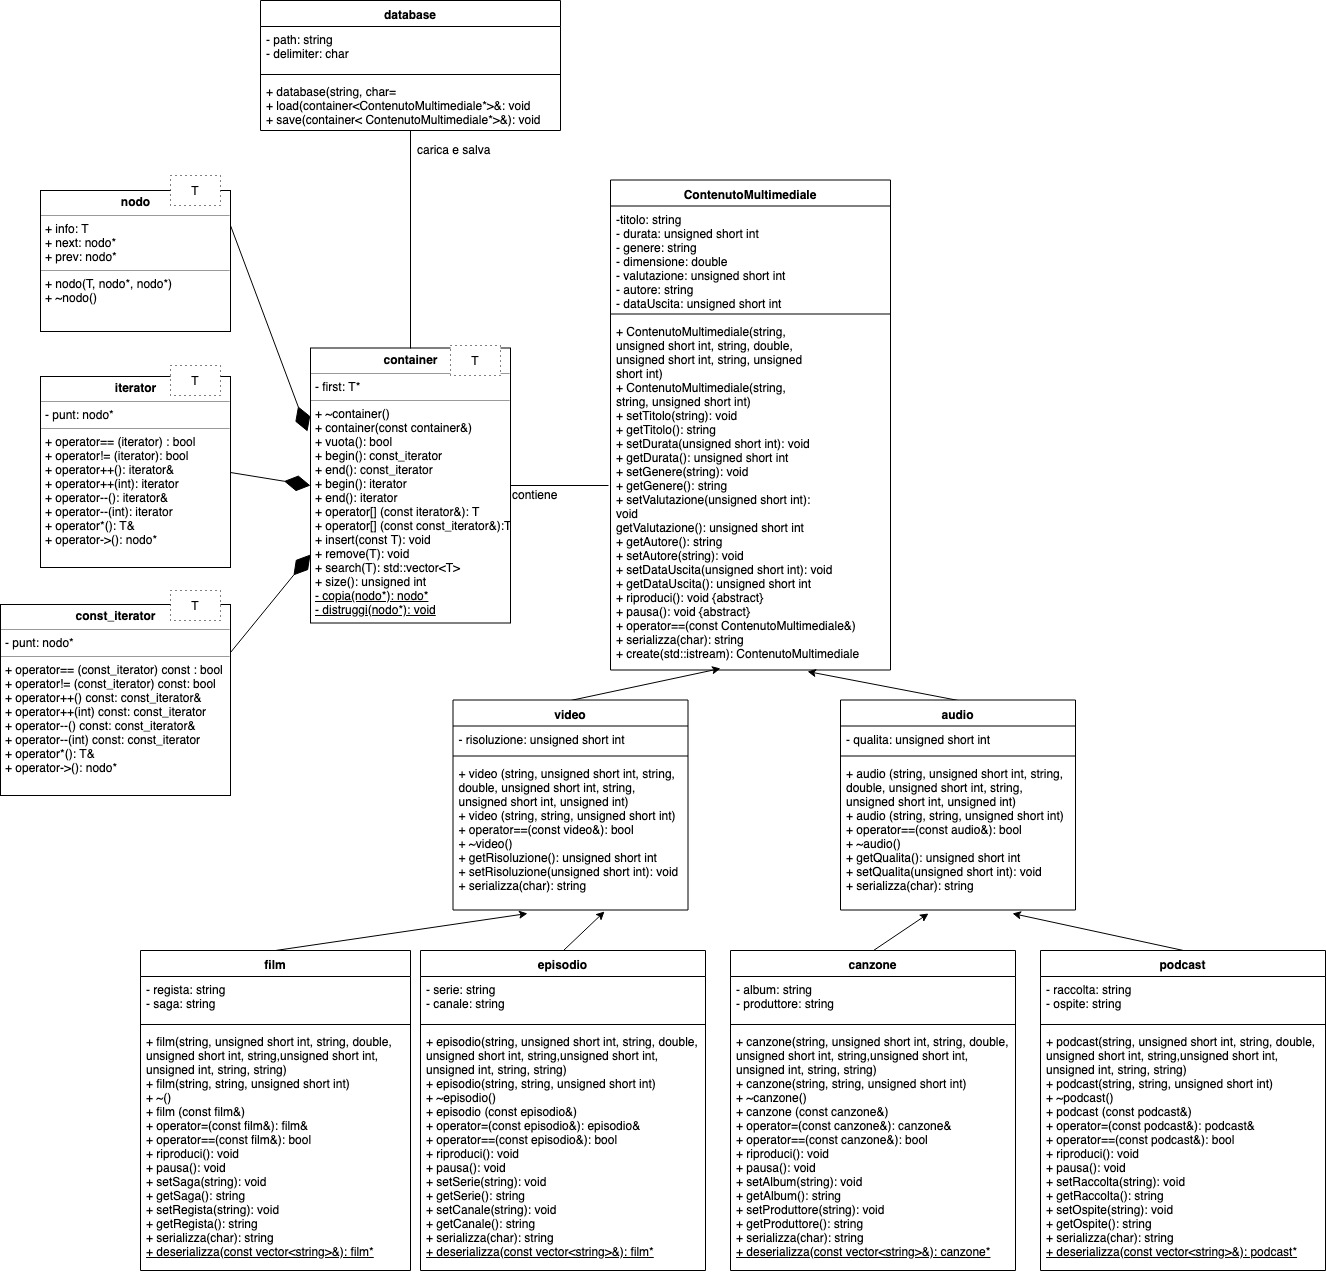 database
- path: string
- delimiter: char
+ database(string, char=
+ load(container<ContenutoMultimediale*>&: void
+ save(container< ContenutoMultimediale*>&): void
carica e salva
T
nodo
+ info: T
+ next: nodo*
+ prev: nodo*
+ nodo(T, nodo*, nodo*)
+ ~nodo()
T
iterator
- punt: nodo*
+ operator== (iterator) : bool
+ operator!= (iterator): bool
+ operator++(): iterator&
+ operator++(int): iterator
+ operator--(): iterator&
+ operator--(int): iterator
+ operator*(): T&
+ operator->(): nodo*
T
const_iterator
- punt: nodo*
+ operator== (const_iterator) const : bool
+ operator!= (const_iterator) const: bool
+ operator++() const: const_iterator&
+ operator++(int) const: const_iterator
+ operator--() const: const_iterator&
+ operator--(int) const: const_iterator
+ operator*(): T&
+ operator->(): nodo*
T
container
- first: T*
+ ~container()
+ container(const container&)
+ vuota(): bool
+ begin(): const_iterator
+ end(): const_iterator
+ begin(): iterator
+ end(): iterator
+ operator[] (const iterator&): T
+ operator[] (const const_iterator&):T
+ insert(const T): void
+ remove(T): void
+ search(T): std::vector<T>
+ size(): unsigned int
- copia(nodo*): nodo*
- distruggi(nodo*): void
contiene
ContenutoMultimediale
-titolo: string
- durata: unsigned short int
- genere: string
- dimensione: double
- valutazione: unsigned short int
- autore: string
- dataUscita: unsigned short int
+ ContenutoMultimediale(string,
unsigned short int, string, double,
unsigned short int, string, unsigned
short int)
+ ContenutoMultimediale(string,
string, unsigned short int)
+ setTitolo(string): void
+ getTitolo(): string
+ setDurata(unsigned short int): void
+ getDurata(): unsigned short int
+ setGenere(string): void
+ getGenere(): string
+ setValutazione(unsigned short int):
void
getValutazione(): unsigned short int
+ getAutore(): string
+ setAutore(string): void
+ setDataUscita(unsigned short int): void
+ getDataUscita(): unsigned short int
+ riproduci(): void {abstract}
+ pausa(): void {abstract}
+ operator==(const ContenutoMultimediale&)
+ serializza(char): string
+ create(std::istream): ContenutoMultimediale
video
- risoluzione: unsigned short int
+ video (string, unsigned short int, string,
double, unsigned short int, string,
unsigned short int, unsigned int)
+ video (string, string, unsigned short int)
+ operator==(const video&): bool
+ ~video()
+ getRisoluzione(): unsigned short int
+ setRisoluzione(unsigned short int): void
+ serializza(char): string
audio
- qualita: unsigned short int
+ audio (string, unsigned short int, string,
double, unsigned short int, string,
unsigned short int, unsigned int)
+ audio (string, string, unsigned short int)
+ operator==(const audio&): bool
+ ~audio()
+ getQualita(): unsigned short int
+ setQualita(unsigned short int): void
+ serializza(char): string
film
- regista: string
- saga: string
+ film(string, unsigned short int, string, double,
unsigned short int, string,unsigned short int,
unsigned int, string, string)
+ film(string, string, unsigned short int)
+ ~()
+ film (const film&)
+ operator=(const film&): film&
+ operator==(const film&): bool
+ riproduci(): void
+ pausa(): void
+ setSaga(string): void
+ getSaga(): string
+ setRegista(string): void
+ getRegista(): string
+ serializza(char): string
+ deserializza(const vector<string>&): film*
episodio
- serie: string
- canale: string
+ episodio(string, unsigned short int, string, double,
unsigned short int, string,unsigned short int,
unsigned int, string, string)
+ episodio(string, string, unsigned short int)
+ ~episodio()
+ episodio (const episodio&)
+ operator=(const episodio&): episodio&
+ operator==(const episodio&): bool
+ riproduci(): void
+ pausa(): void
+ setSerie(string): void
+ getSerie(): string
+ setCanale(string): void
+ getCanale(): string
+ serializza(char): string
+ deserializza(const vector<string>&): film*
canzone
- album: string
- produttore: string
+ canzone(string, unsigned short int, string, double,
unsigned short int, string,unsigned short int,
unsigned int, string, string)
+ canzone(string, string, unsigned short int)
+ ~canzone()
+ canzone (const canzone&)
+ operator=(const canzone&): canzone&
+ operator==(const canzone&): bool
+ riproduci(): void
+ pausa(): void
+ setAlbum(string): void
+ getAlbum(): string
+ setProduttore(string): void
+ getProduttore(): string
+ serializza(char): string
+ deserializza(const vector<string>&): canzone*
podcast
- raccolta: string
- ospite: string
+ podcast(string, unsigned short int, string, double,
unsigned short int, string,unsigned short int,
unsigned int, string, string)
+ podcast(string, string, unsigned short int)
+ ~podcast()
+ podcast (const podcast&)
+ operator=(const podcast&): podcast&
+ operator==(const podcast&): bool
+ riproduci(): void
+ pausa(): void
+ setRaccolta(string): void
+ getRaccolta(): string
+ setOspite(string): void
+ getOspite(): string
+ serializza(char): string
+ deserializza(const vector<string>&): podcast*